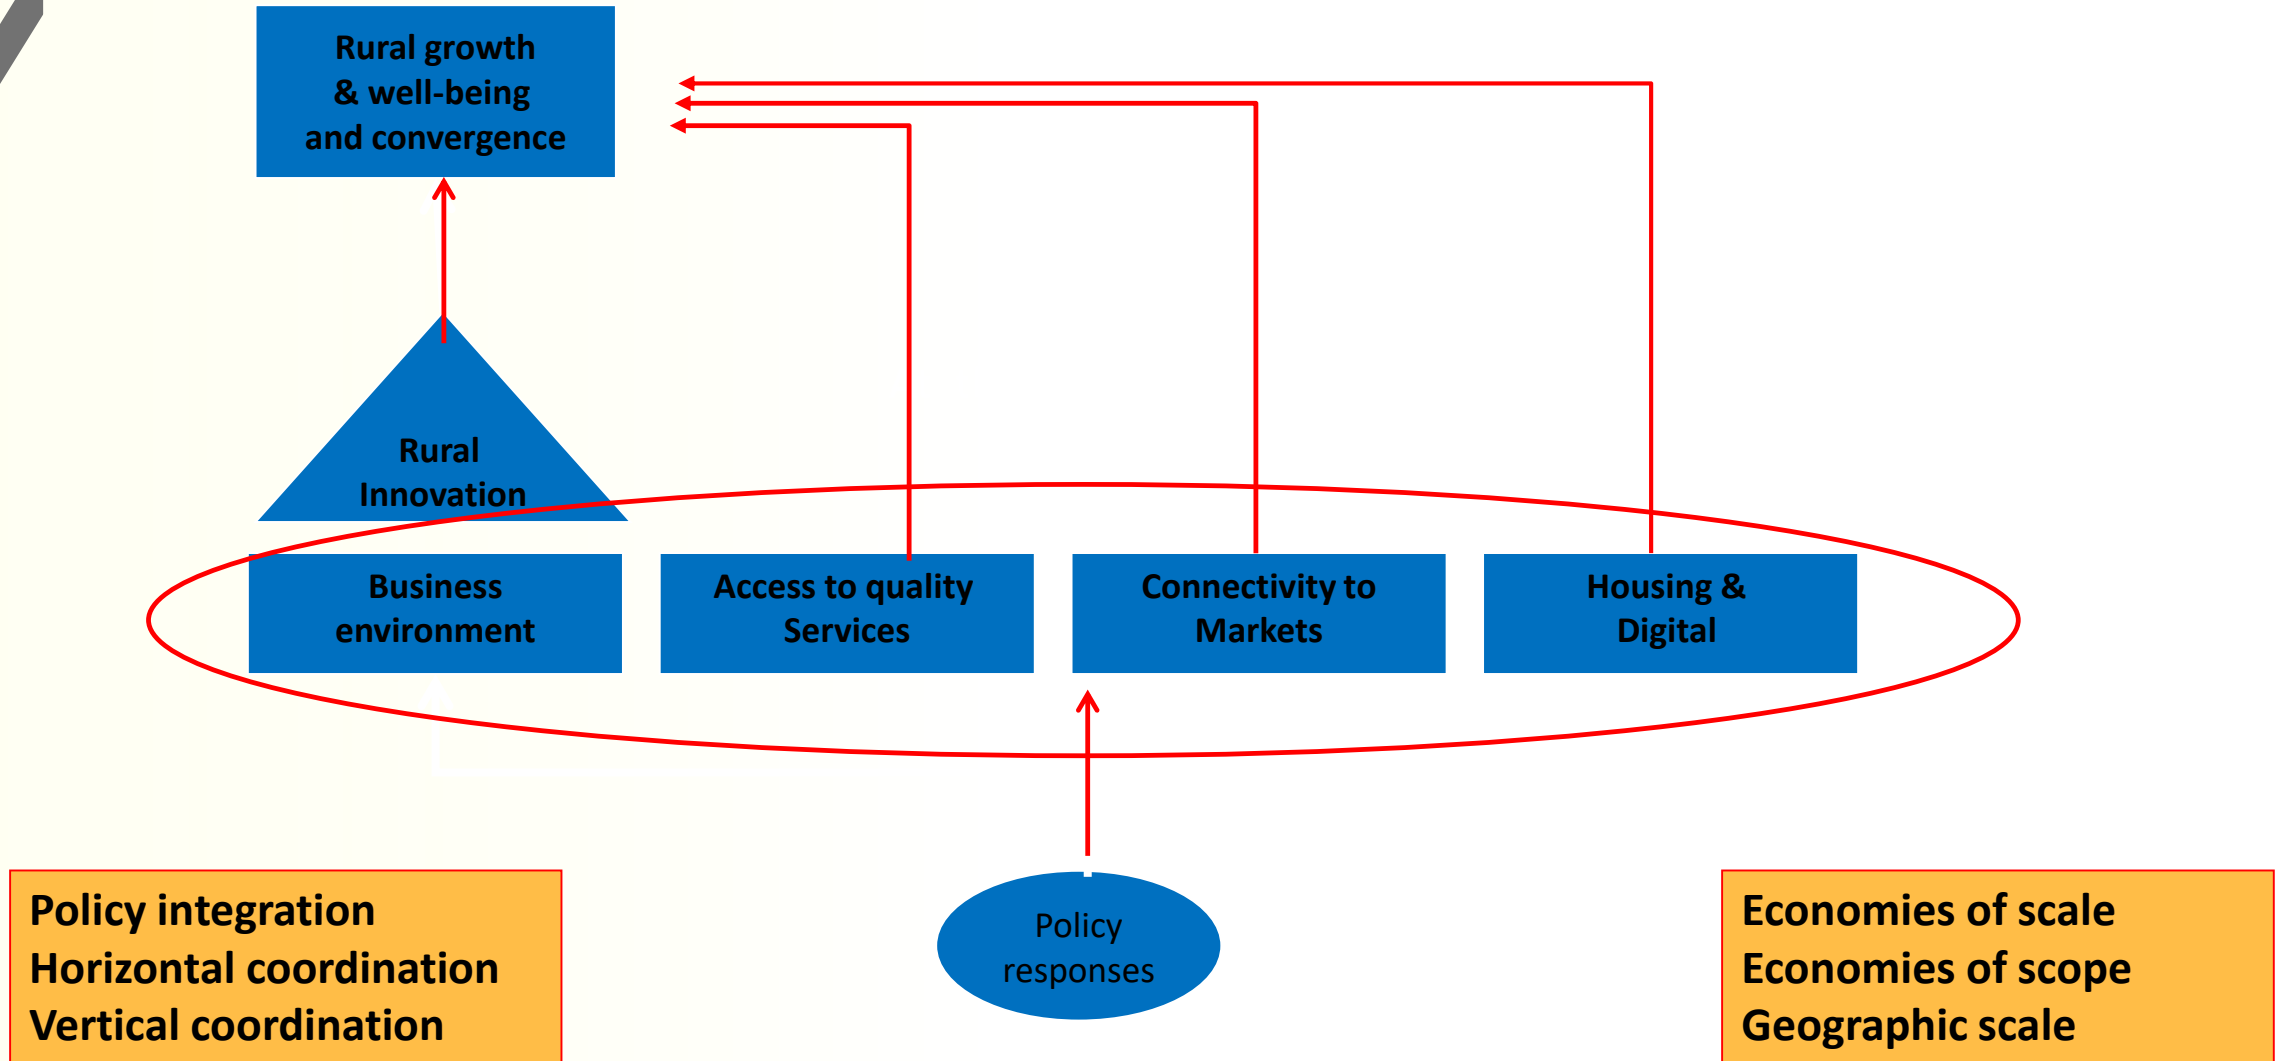 Rural growth
& well-being
and convergence
Rural
Innovation
Business
environment
Access to quality
Services
Connectivity to
Markets
Housing &
Digital
Policy
responses
Policy integration
Horizontal coordination
Vertical coordination
Economies of scale
Economies of scope
Geographic scale